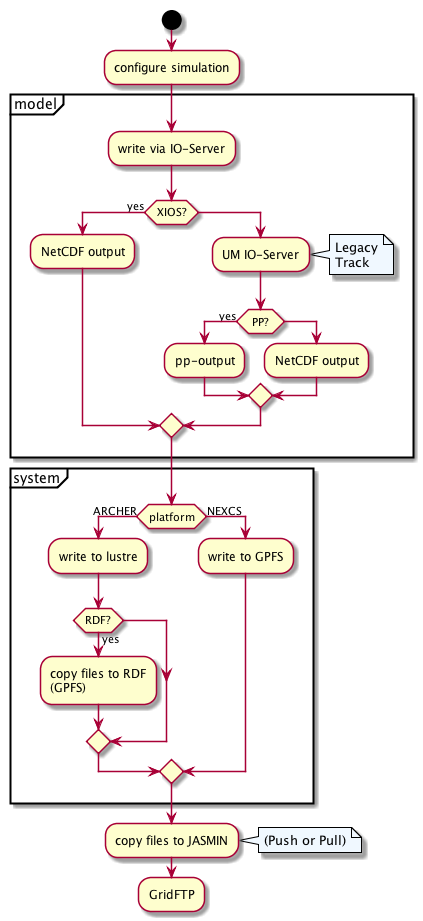 configure simulation
model
write via IO-Server
yes
XIOS?
NetCDF output
UM IO-Server
Legacy
Track
yes
PP?
pp-output
NetCDF output
system
ARCHER
platform
NEXCS
write to lustre
write to GPFS
RDF?
yes
copy files to RDF
(GPFS)
copy files to JASMIN
(Push or Pull)
GridFTP